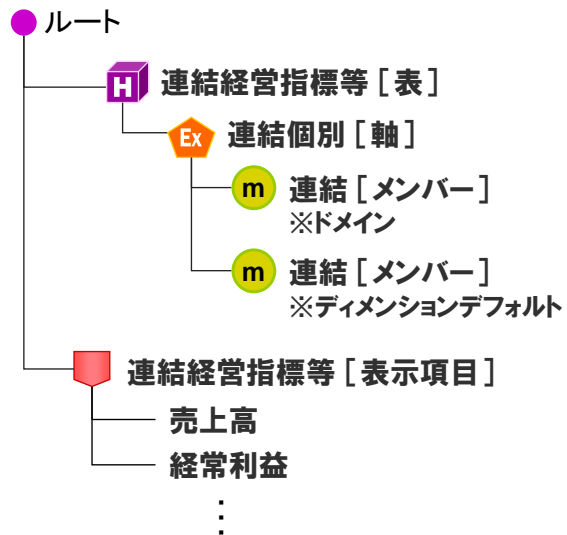 ルート
H 連結経営指標等［表］
Ex 連結個別［軸］
m 連結［メンバー］
※ドメイン
m 連結［メンバー］
※ディメンションデフォルト
連結経営指標等［表示項目］
売上高
経常利益
⋮